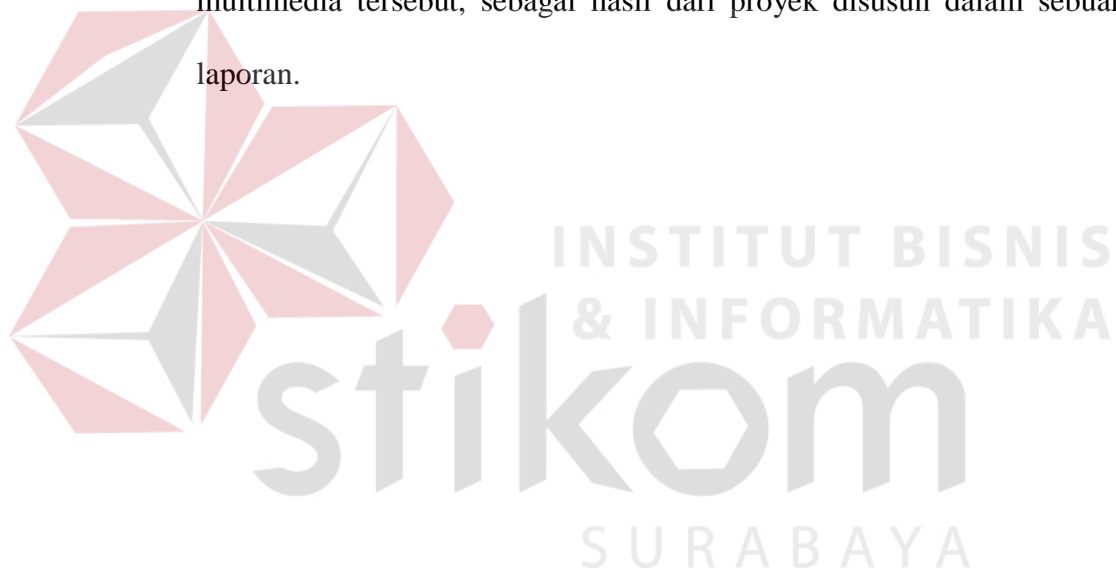 multimedia tersebut, sebagai hasil dari proyek disusun dalam sebuah
laporan.
INSTITUT BISNIS
& INFORMATIKA
stikom
SURABAYA